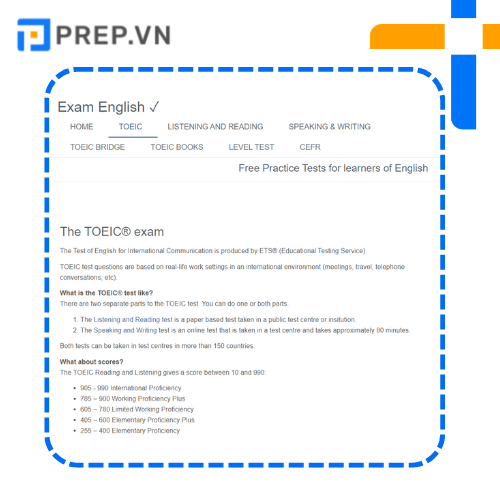 PREP.VN
Exam English ✓
HOME TOEIC LISTENING AND READING SPEAKING & WRITING
TOEIC BRIDGE TOEIC BOOKS LEVEL TEST CEFR
Free Practice Tests for learners of English
The TOEIC® exam
The Test of English for International Communication is produced by ETS® (Educational Testing Service)
TOEIC test questions are based on real-life work settings in an international environment (meetings, travel, telephone
conversations, etc).
What is the TOEIC® test like?
There are two separate parts to the TOEIC test. You can do one or both parts.
1. The Listening and Reading test is a paper based test taken in a public test centre or insitution.
2. The Speaking and Writing test is an online test that is taken in a test centre and takes approximately 80 minutes.
Both tests can be taken in test centres in more than 150 countries.
What about scores?
The TOEIC Reading and Listening gives a score between 10 and 990:
• 905 - 990 International Proficiency
• 785 – 900 Working Proficiency Plus
• 605 – 780 Limited Working Proficiency
• 405 – 600 Elementary Proficiency Plus
• 255 – 400 Elementary Proficiency